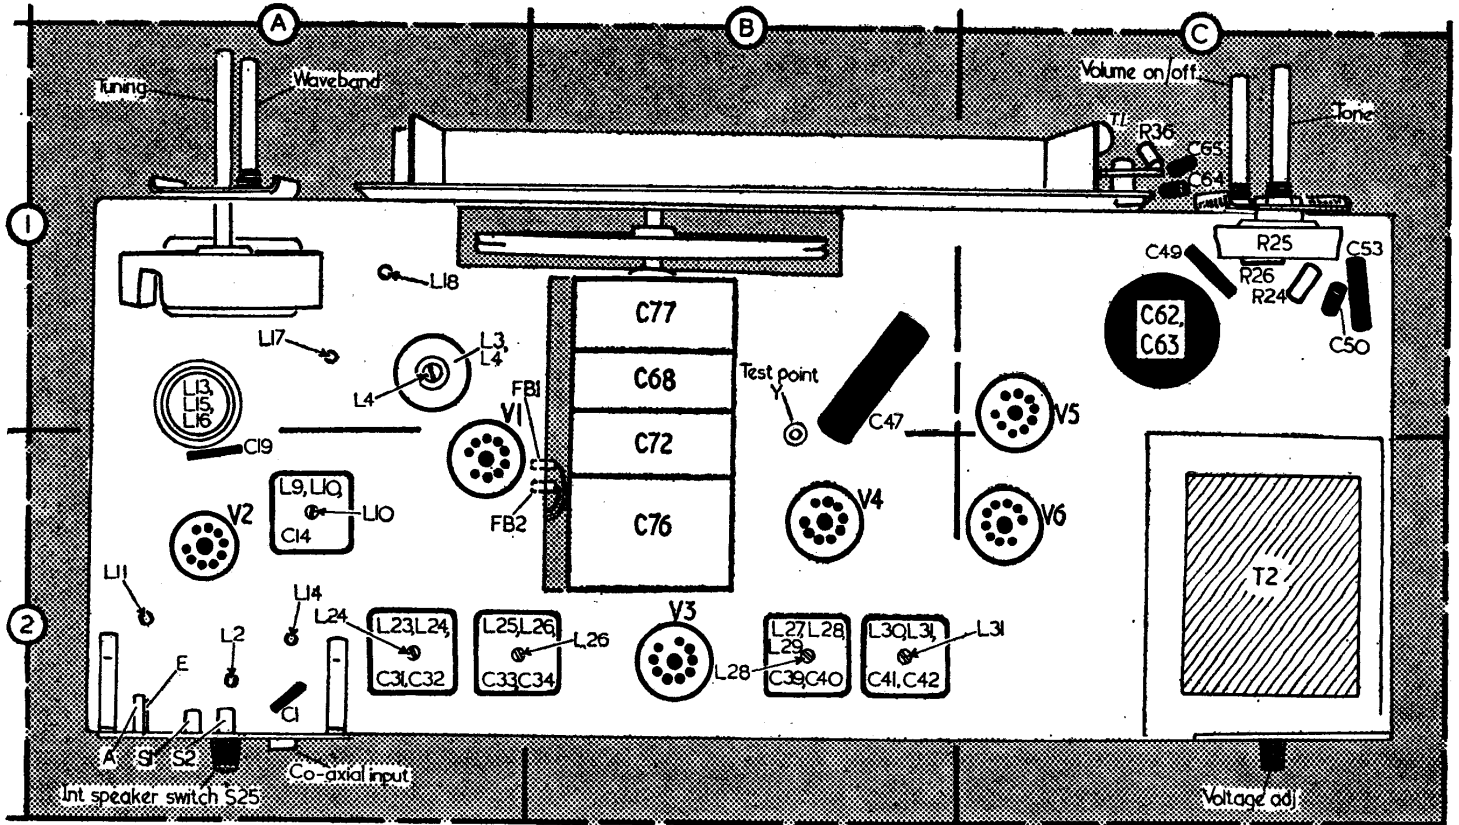 A
B
C
Tuning
Waveband
Volume on/off
Tone
T.I.
R36
C65
C64
1
R25
C49
C53
R26
R24
C50
L18
C77
C62,
C63
L17
L3,
L4
L4
FB1
C68
Test point
Y
L13,
L15,
L16
V1
C47
V5
C19
C72
L9, L10,
L10
C14
V2
FB2
C76
V4
V6
T2
L11
L14
L24
2
L23, L24,
C31, C32
L25, L26,
L26
C33, C34
V3
L27, L28,
L29
L28
C39, C40
L30, L31,
L31
C41, C42
L2
E
C1
A
S1
S2
Co-axial input
Int speaker switch S25
Voltage adj